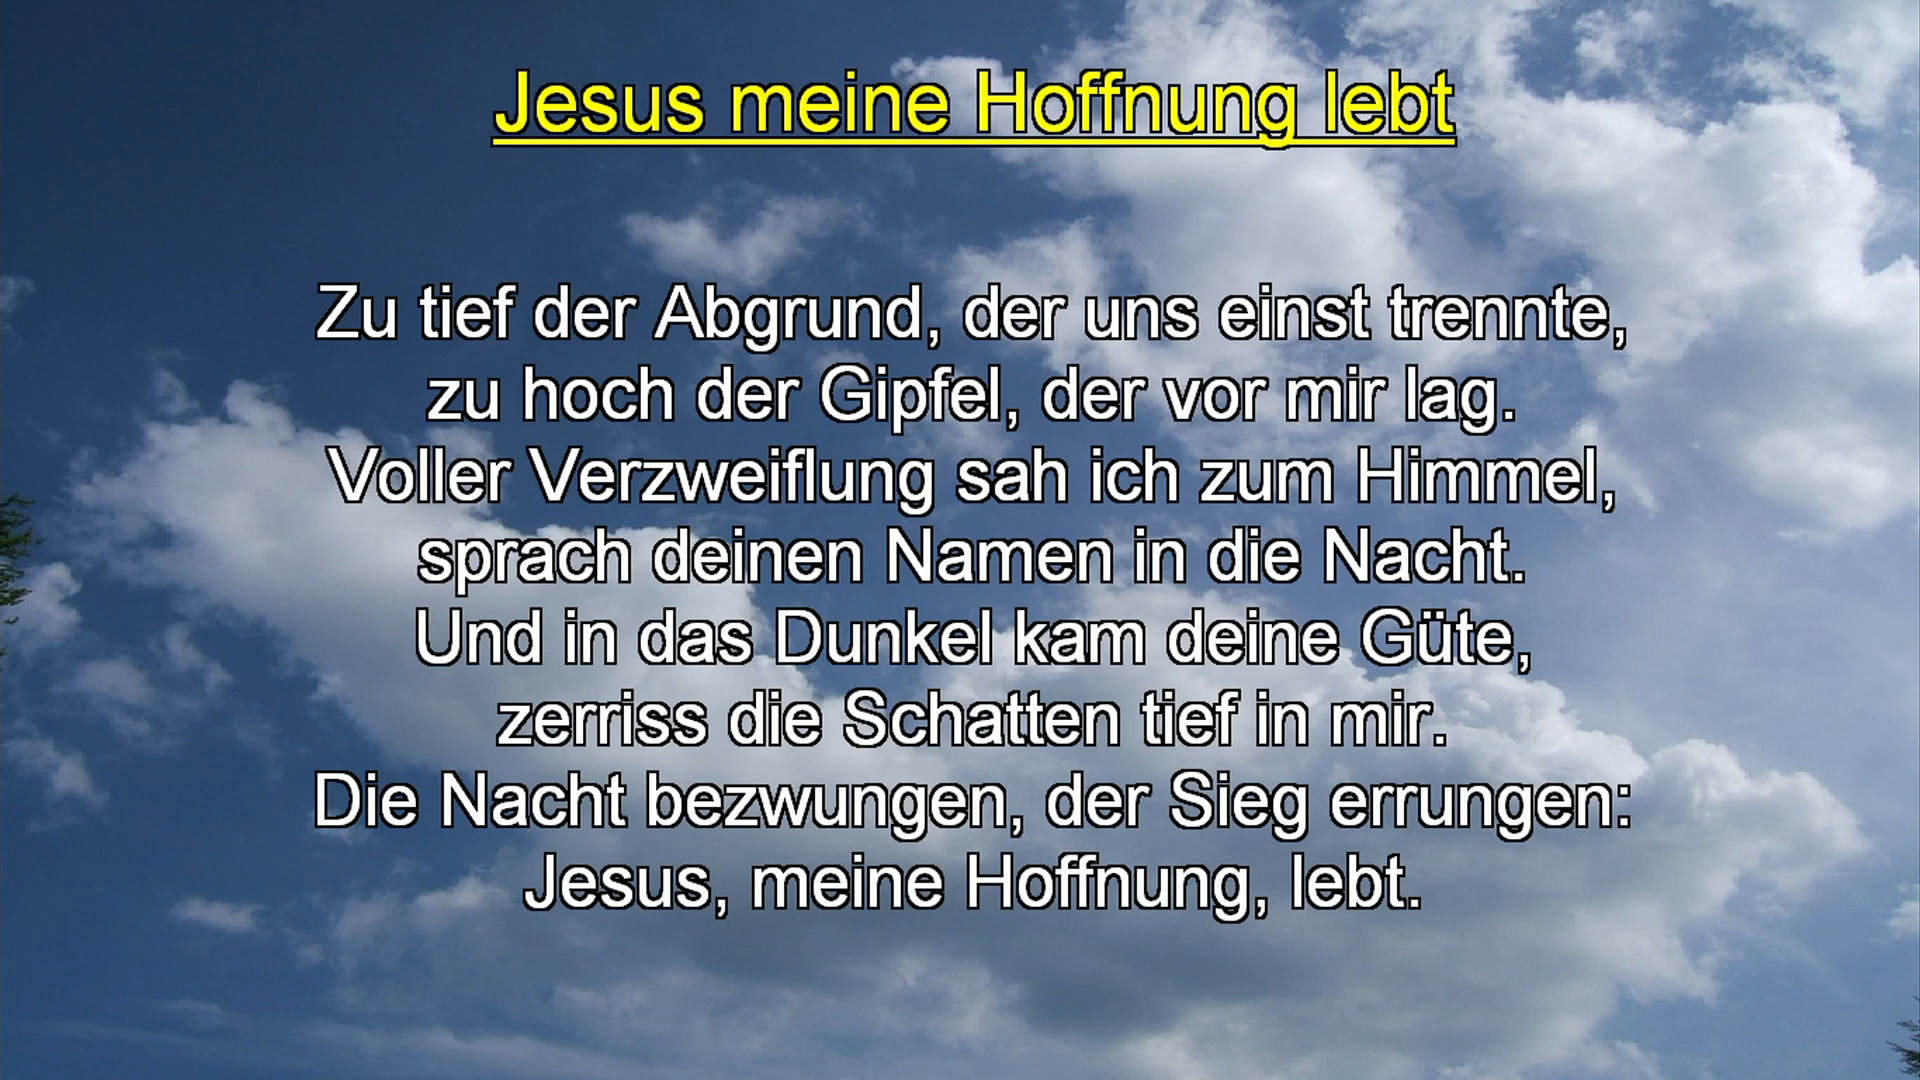 Jesus meine Hoffnung lebt
Zu tief der Abgrund, der uns einst trennte,
zu hoch der Gipfel, der vor mir lag.
Voller Verzweiflung sah ich zum Himmel,
sprach deinen Namen in die Nacht.
Und in das Dunkel kam deine Güte,
zerriss die Schatten tief in mir.
Die Nacht bezwungen, der Sieg errungen:
Jesus, meine Hoffnung, lebt.